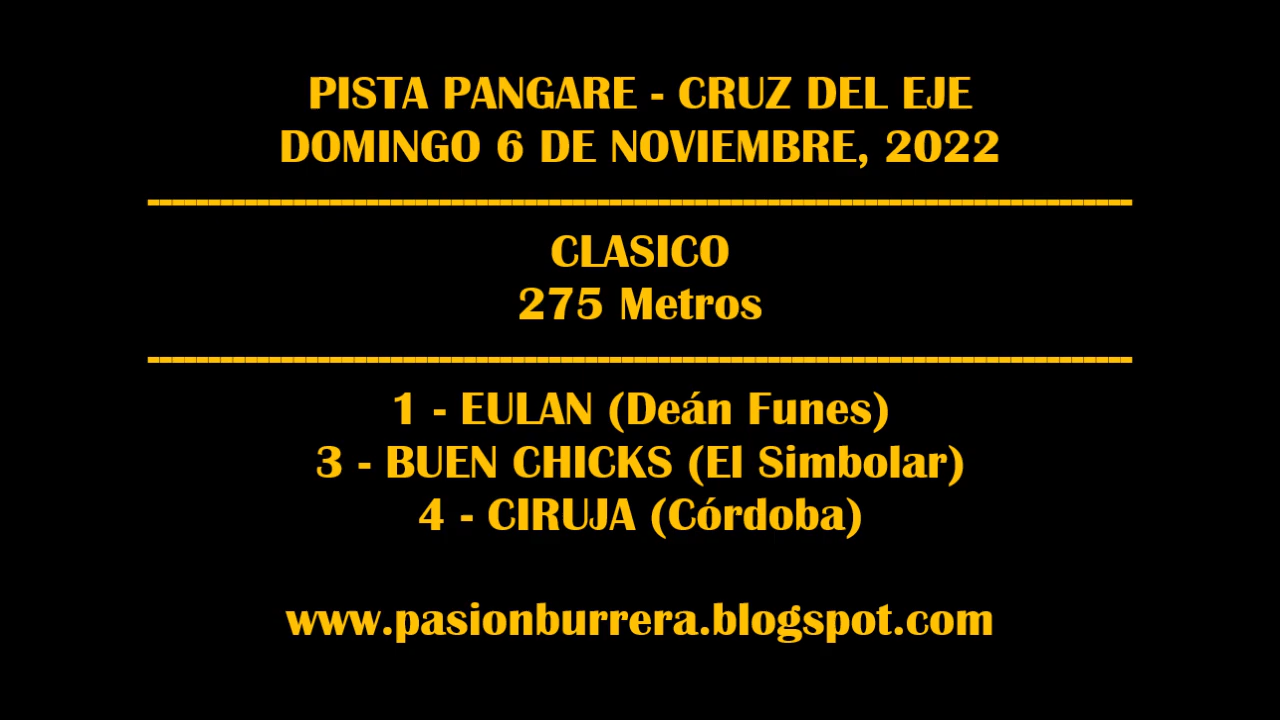 PISTA PANGARE - CRUZ DEL EJE
DOMINGO 6 DE NOVIEMBRE, 2022
CLASICO
275 Metros
1 - EULAN (Deán Funes)
3 - BUEN CHICKS (El Simbolar)
4 - CIRUJA (Córdoba)
www.pasionburrera.blogspot.com